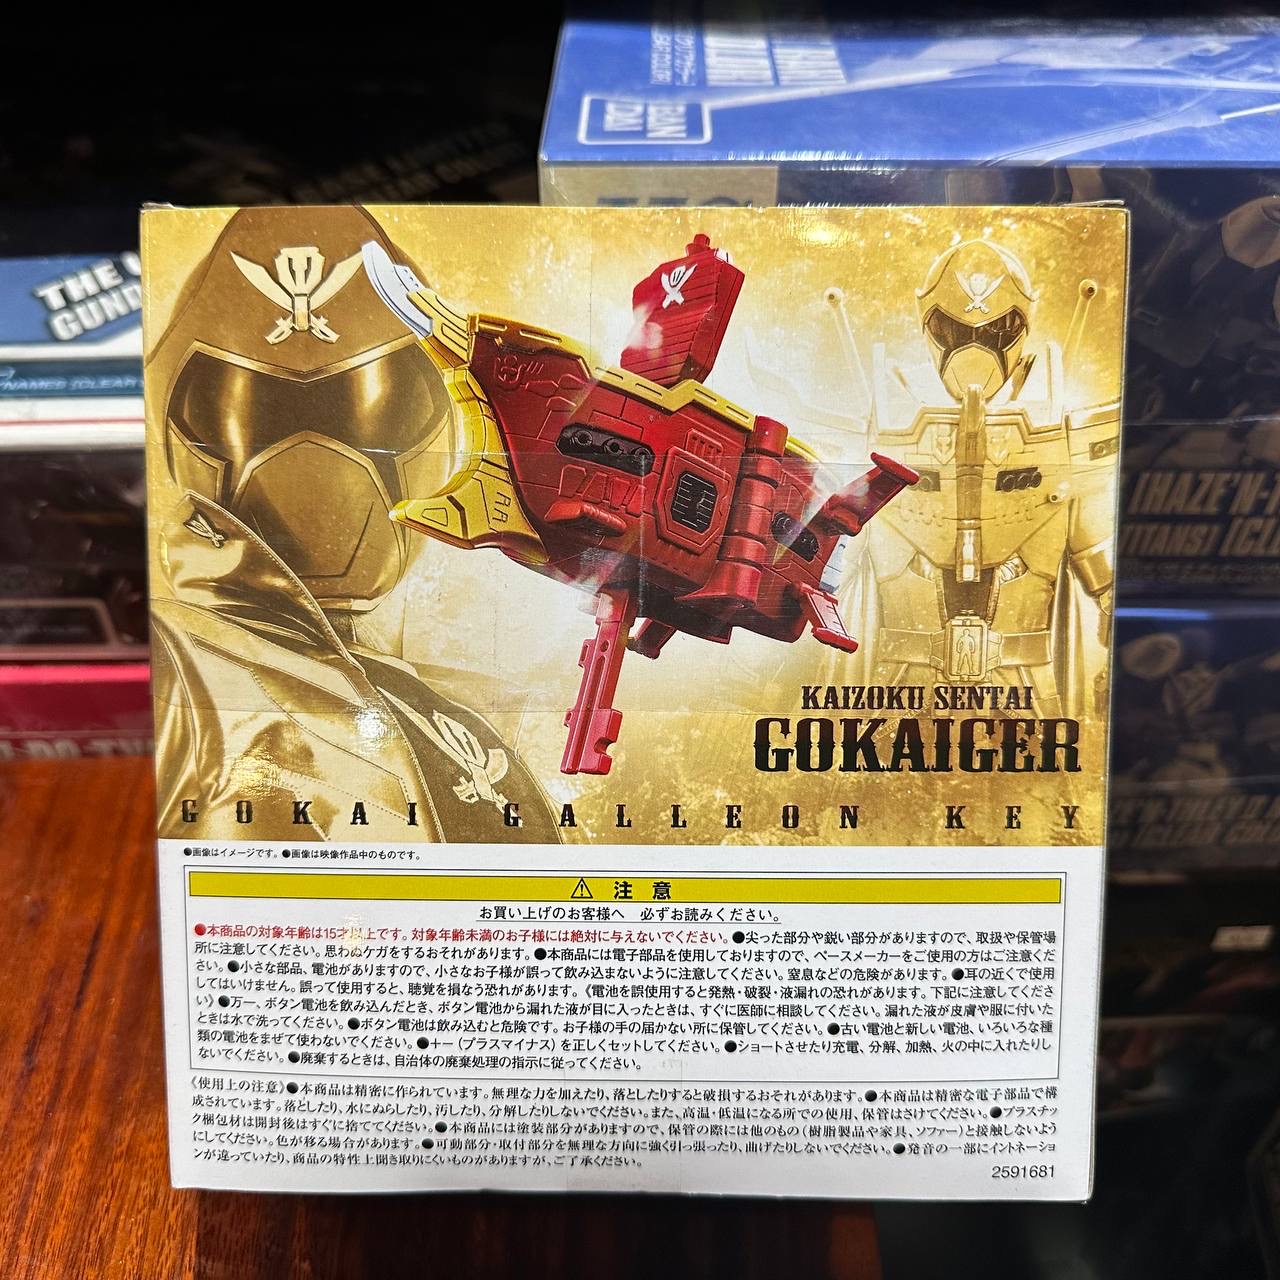 THE
GUND
NAMES [CLEAR
KAIZOKU SENTAI
GOKAIGER
GOKAI GALLEON KEY
●画像はイメージです。●画像は映像作品中のものです。
⚠ 注意
お買い上げのお客様へ 必ずお読みください。
●本商品の対象年齢は15才以上です。対象年齢未満のお子様には絶対に与えないでください。●尖った部分や鋭い部分がありますので、取扱や保管場
所に注意してください。思わぬケガをするおそれがあります。●本商品には電子部品を使用しておりますので、ペースメーカーをご使用の方はご注意くだ
さい。●小さな部品、電池がありますので、小さなお子様が誤って飲み込まないように注意してください。窒息などの危険があります。●耳の近くで使用
してはいけません。誤って使用すると、聴覚を損なう恐れがあります。《電池を誤使用すると発熱・破裂・液漏れの恐れがあります。下記に注意してくださ
い》●万一、ボタン電池を飲み込んだとき、ボタン電池から漏れた液が目に入ったときは、すぐに医師に相談してください。漏れた液が皮膚や服に付いた
ときは水で洗ってください。●ボタン電池は飲み込むと危険です。お子様の手の届かない所に保管してください。●古い電池と新しい電池、いろいろな種
類の電池をまぜて使わないでください。●＋－（プラスマイナス）を正しくセットしてください。●ショートさせたり充電、分解、加熱、火の中に入れたりし
ないでください。●廃棄するときは、自治体の廃棄処理の指示に従ってください。
《使用上の注意》●本商品は精密に作られています。無理な力を加えたり、落としたりすると破損するおそれがあります。●本商品は精密な電子部品で構
成されています。落としたり、水にぬらしたり、汚したり、分解したりしないでください。また、高温・低温になる所での使用、保管はさけてください。●プラスチッ
ク梱包材は開封後はすぐに捨ててください。●本商品には塗装部分がありますので、保管の際には他のもの（樹脂製品や家具、ソファー）と接触しないよう
にしてください。色が移る場合があります。●可動部分・取付部分を無理な方向に強く引っ張ったり、曲げたりしないでください。●発音の一部にイントネーショ
ンが違っていたり、商品の特性上聞き取りにくいものがありますが、ご了承ください。
2591681
[HAZE'N-T
TITANS] [CL